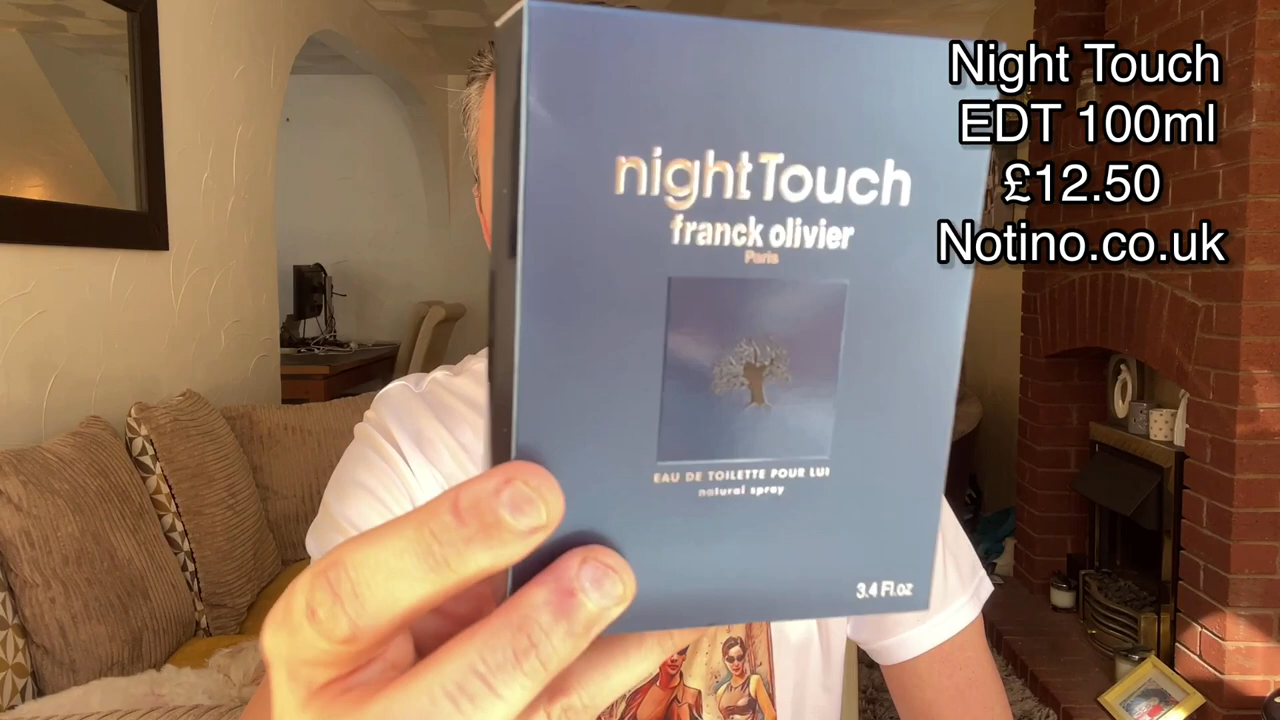 Night Touch
EDT 100ml
£12.50
Notino.co.uk
nightTouch
franck olivier
Paris
EAU DE TOILETTE POUR LUI
natural spray
3.4 Fl.oz